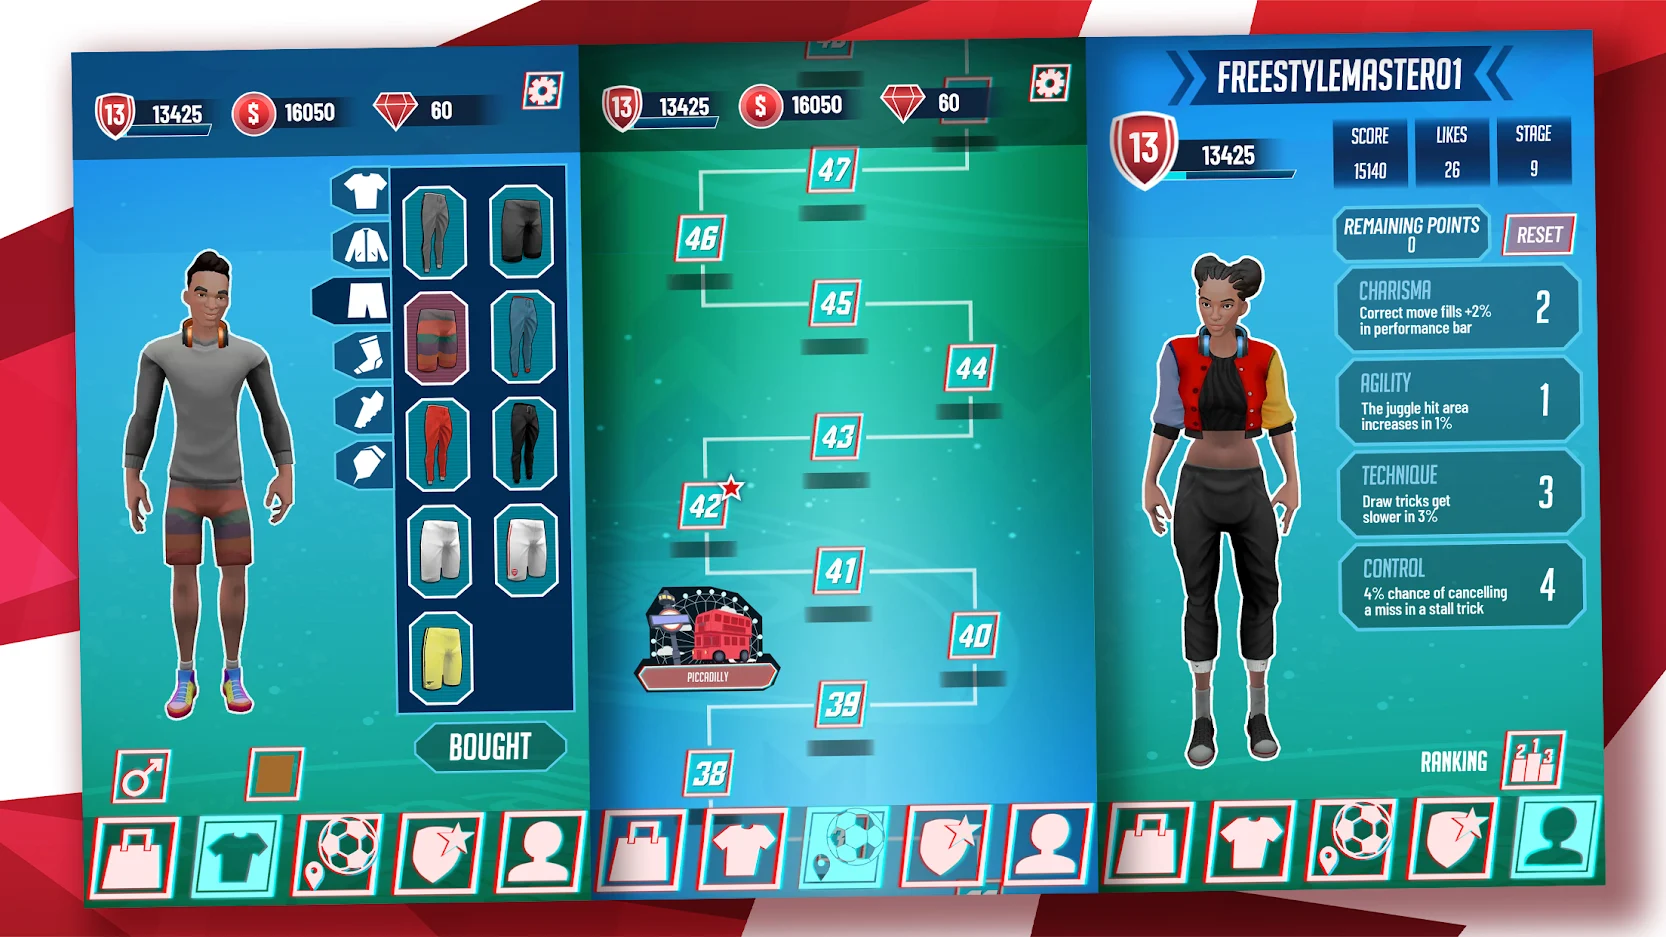 13 13425 16050 60
BOUGHT
13 13425 16050 60
47
46
45
44
43
42
41
40
PICCADILLY
39
38
FREESTYLEMASTER01
13 13425
SCORE LIKES STAGE
15140 26 9
REMAINING POINTS
0
RESET
CHARISMA
Correct move fills +2%
in performance bar
2
AGILITY
The juggle hit area
increases in 1%
1
TECHNIQUE
Draw tricks get
slower in 3%
3
CONTROL
4% chance of cancelling
a miss in a stall trick
4
RANKING
2 1 3